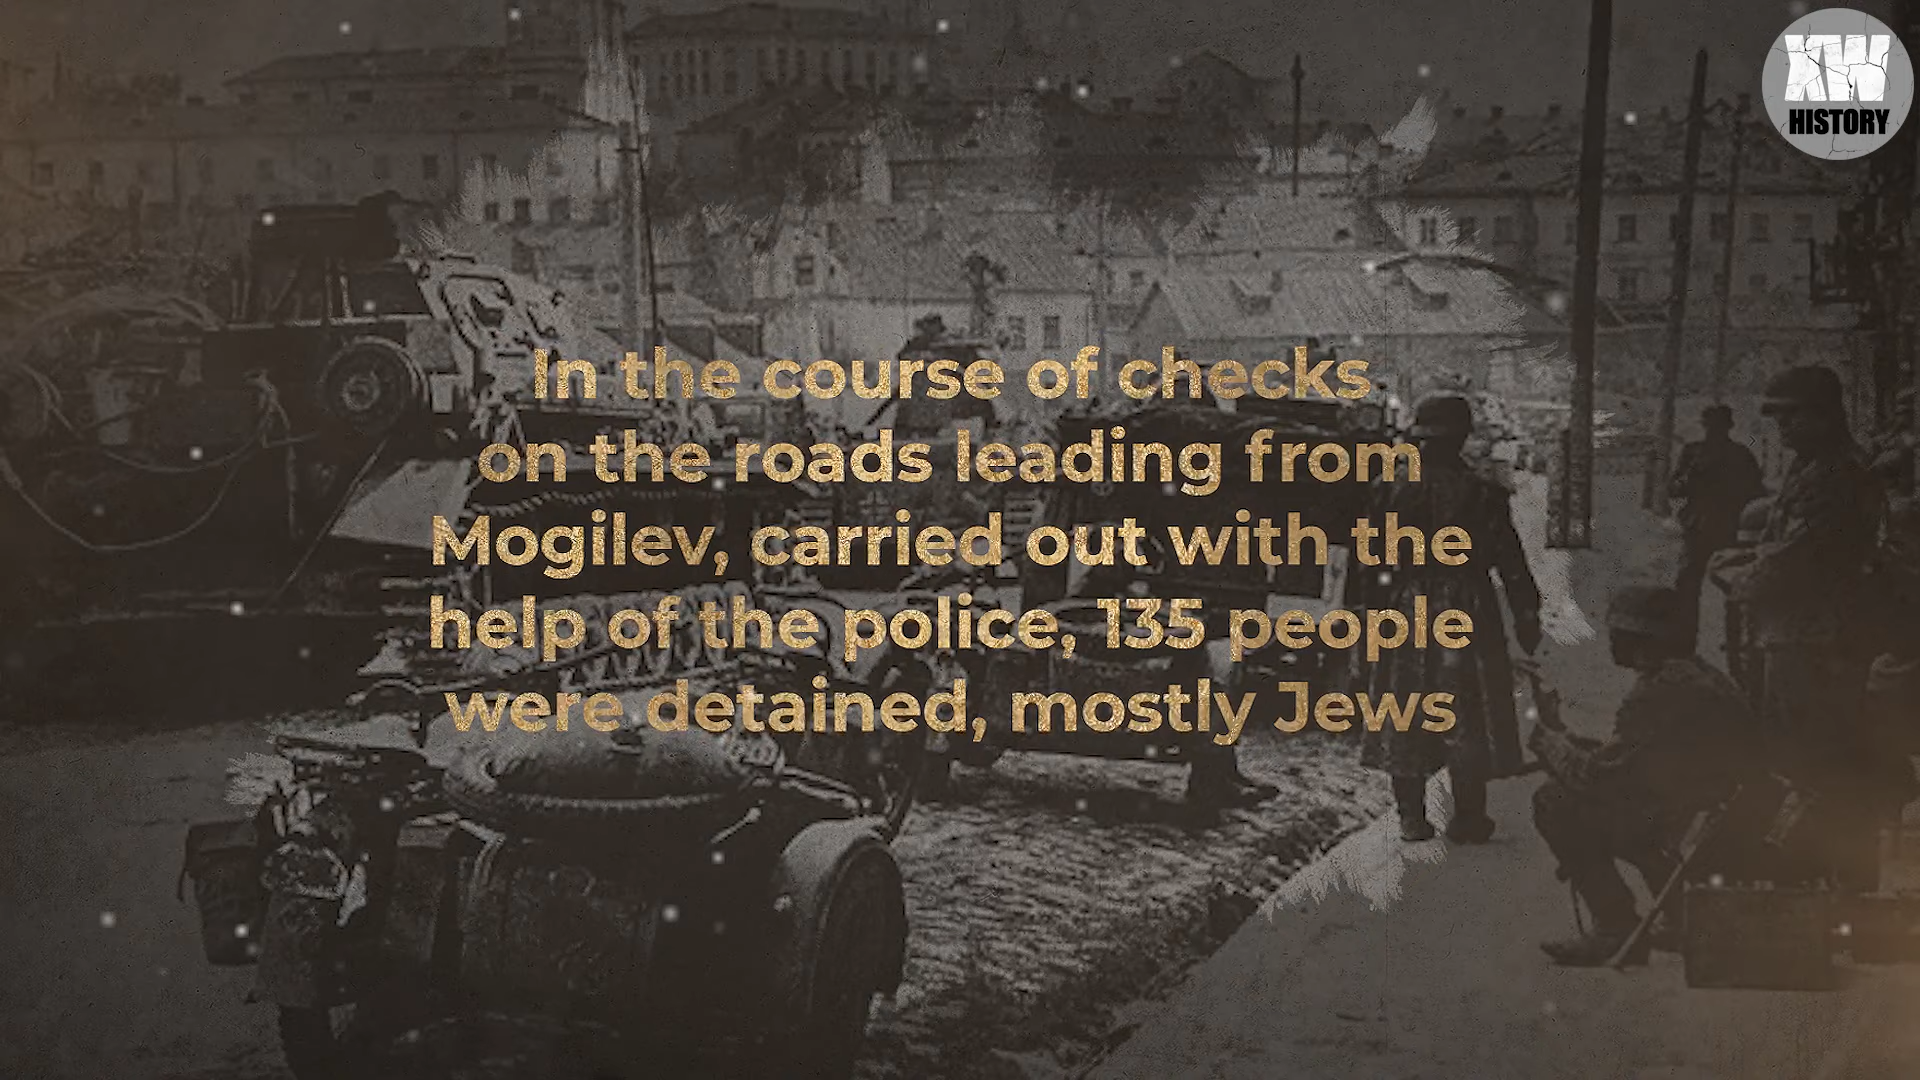 XW
HISTORY
In the course of checks
on the roads leading from
Mogilev, carried out with the
help of the police, 135 people
were detained, mostly Jews